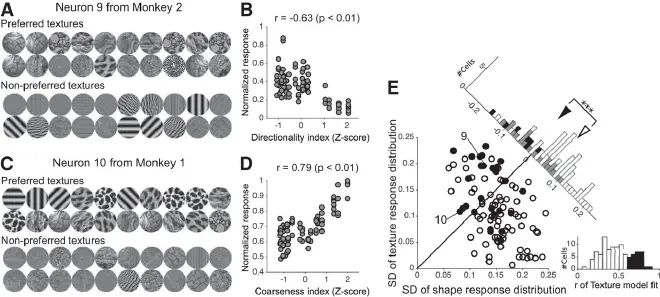 A
Neuron 9 from Monkey 2
Preferred textures
Non-preferred textures
B
r = -0.63 (p < 0.01)
Normalized response
1
0.8
0.6
0.4
0.2
0
-1 0 1 2
Directionality index (Z-score)
C
Neuron 10 from Monkey 1
Preferred textures
Non-preferred textures
D
r = 0.79 (p < 0.01)
Normalized response
1
0.9
0.8
0.7
0.6
0.5
0.4
-1 0 1 2
Coarseness index (Z-score)
E
#Cells
5
-0.2
-0.1
0
0.1
0.2
***
SD of texture response distribution
0.25
0.2
0.15
0.1
0.05
0
9
10
0.05 0.1 0.15 0.2 0.25
SD of shape response distribution
#Cells
10
5
0
0 0.5 1
r of Texture model fit